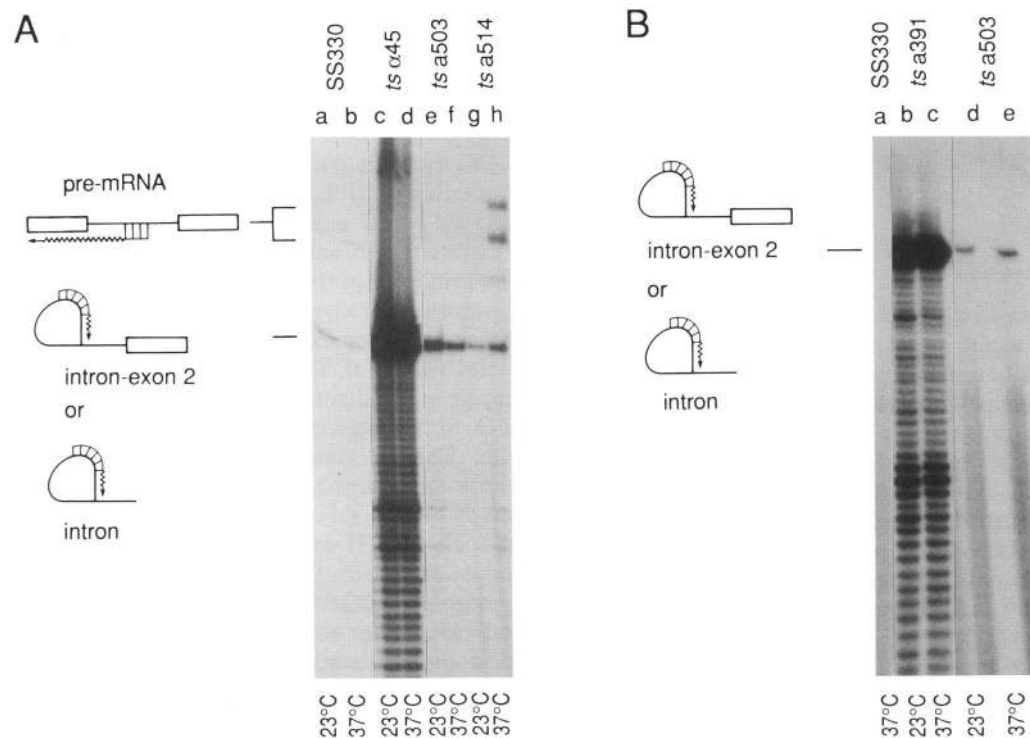 A
SS330
ts α45
ts a503
ts a514
a b c d e f g h
pre-mRNA
intron-exon 2
or
intron
23°C
37°C
23°C
37°C
23°C
37°C
23°C
37°C
B
SS330
ts a391
ts a503
a b c d e
intron-exon 2
or
intron
37°C
23°C
37°C
23°C
37°C